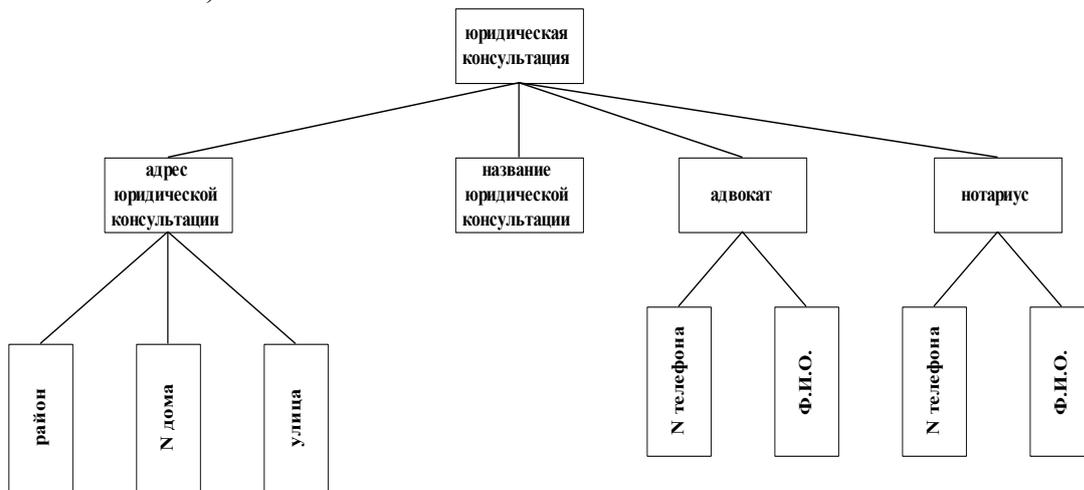 юридическая
консультация
адрес
юридической
консультации
название
юридической
консультации
адвокат
нотариус
район
N дома
улица
N телефона
Ф.И.О.
N телефона
Ф.И.О.